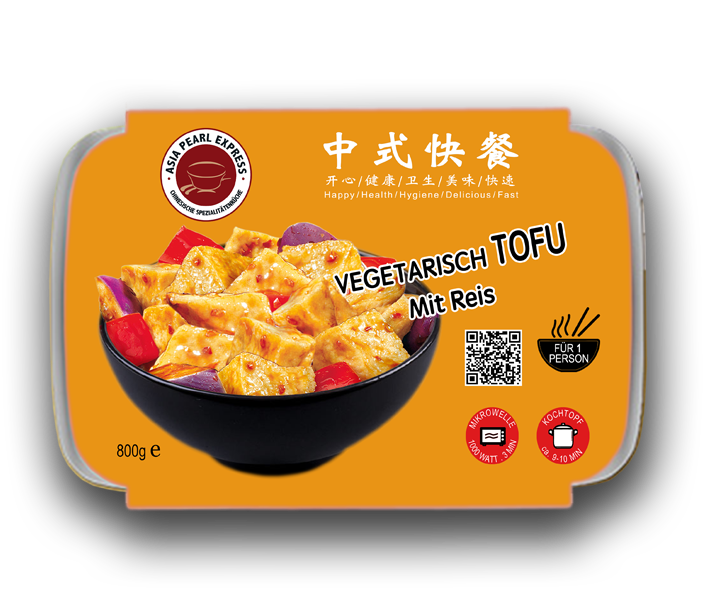 ASIA PEARL EXPRESS
CHINESISCHE SPEZIALITÄTENKÜCHE
中式快餐
开心/健康/卫生/美味/快速
Happy/Health/Hygiene/Delicious/Fast
VEGETARISCH TOFU
Mit Reis
FÜR 1
PERSON
MIKROWELLE
1000 WATT . 3 MIN
KOCHTOPF
ca. 9-10 MIN
800g e